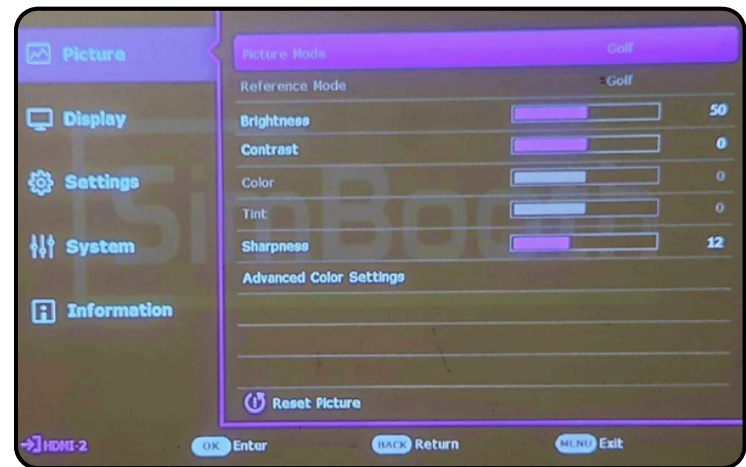 Picture
Display
Settings
System
Information
Picture Mode Golf
Reference Mode Golf
Brightness 50
Contrast 0
Color 0
Tint 0
Sharpness 12
Advanced Color Settings
Reset Picture
SimBooth
HDMI-2
OK Enter
BACK Return
MENU Exit